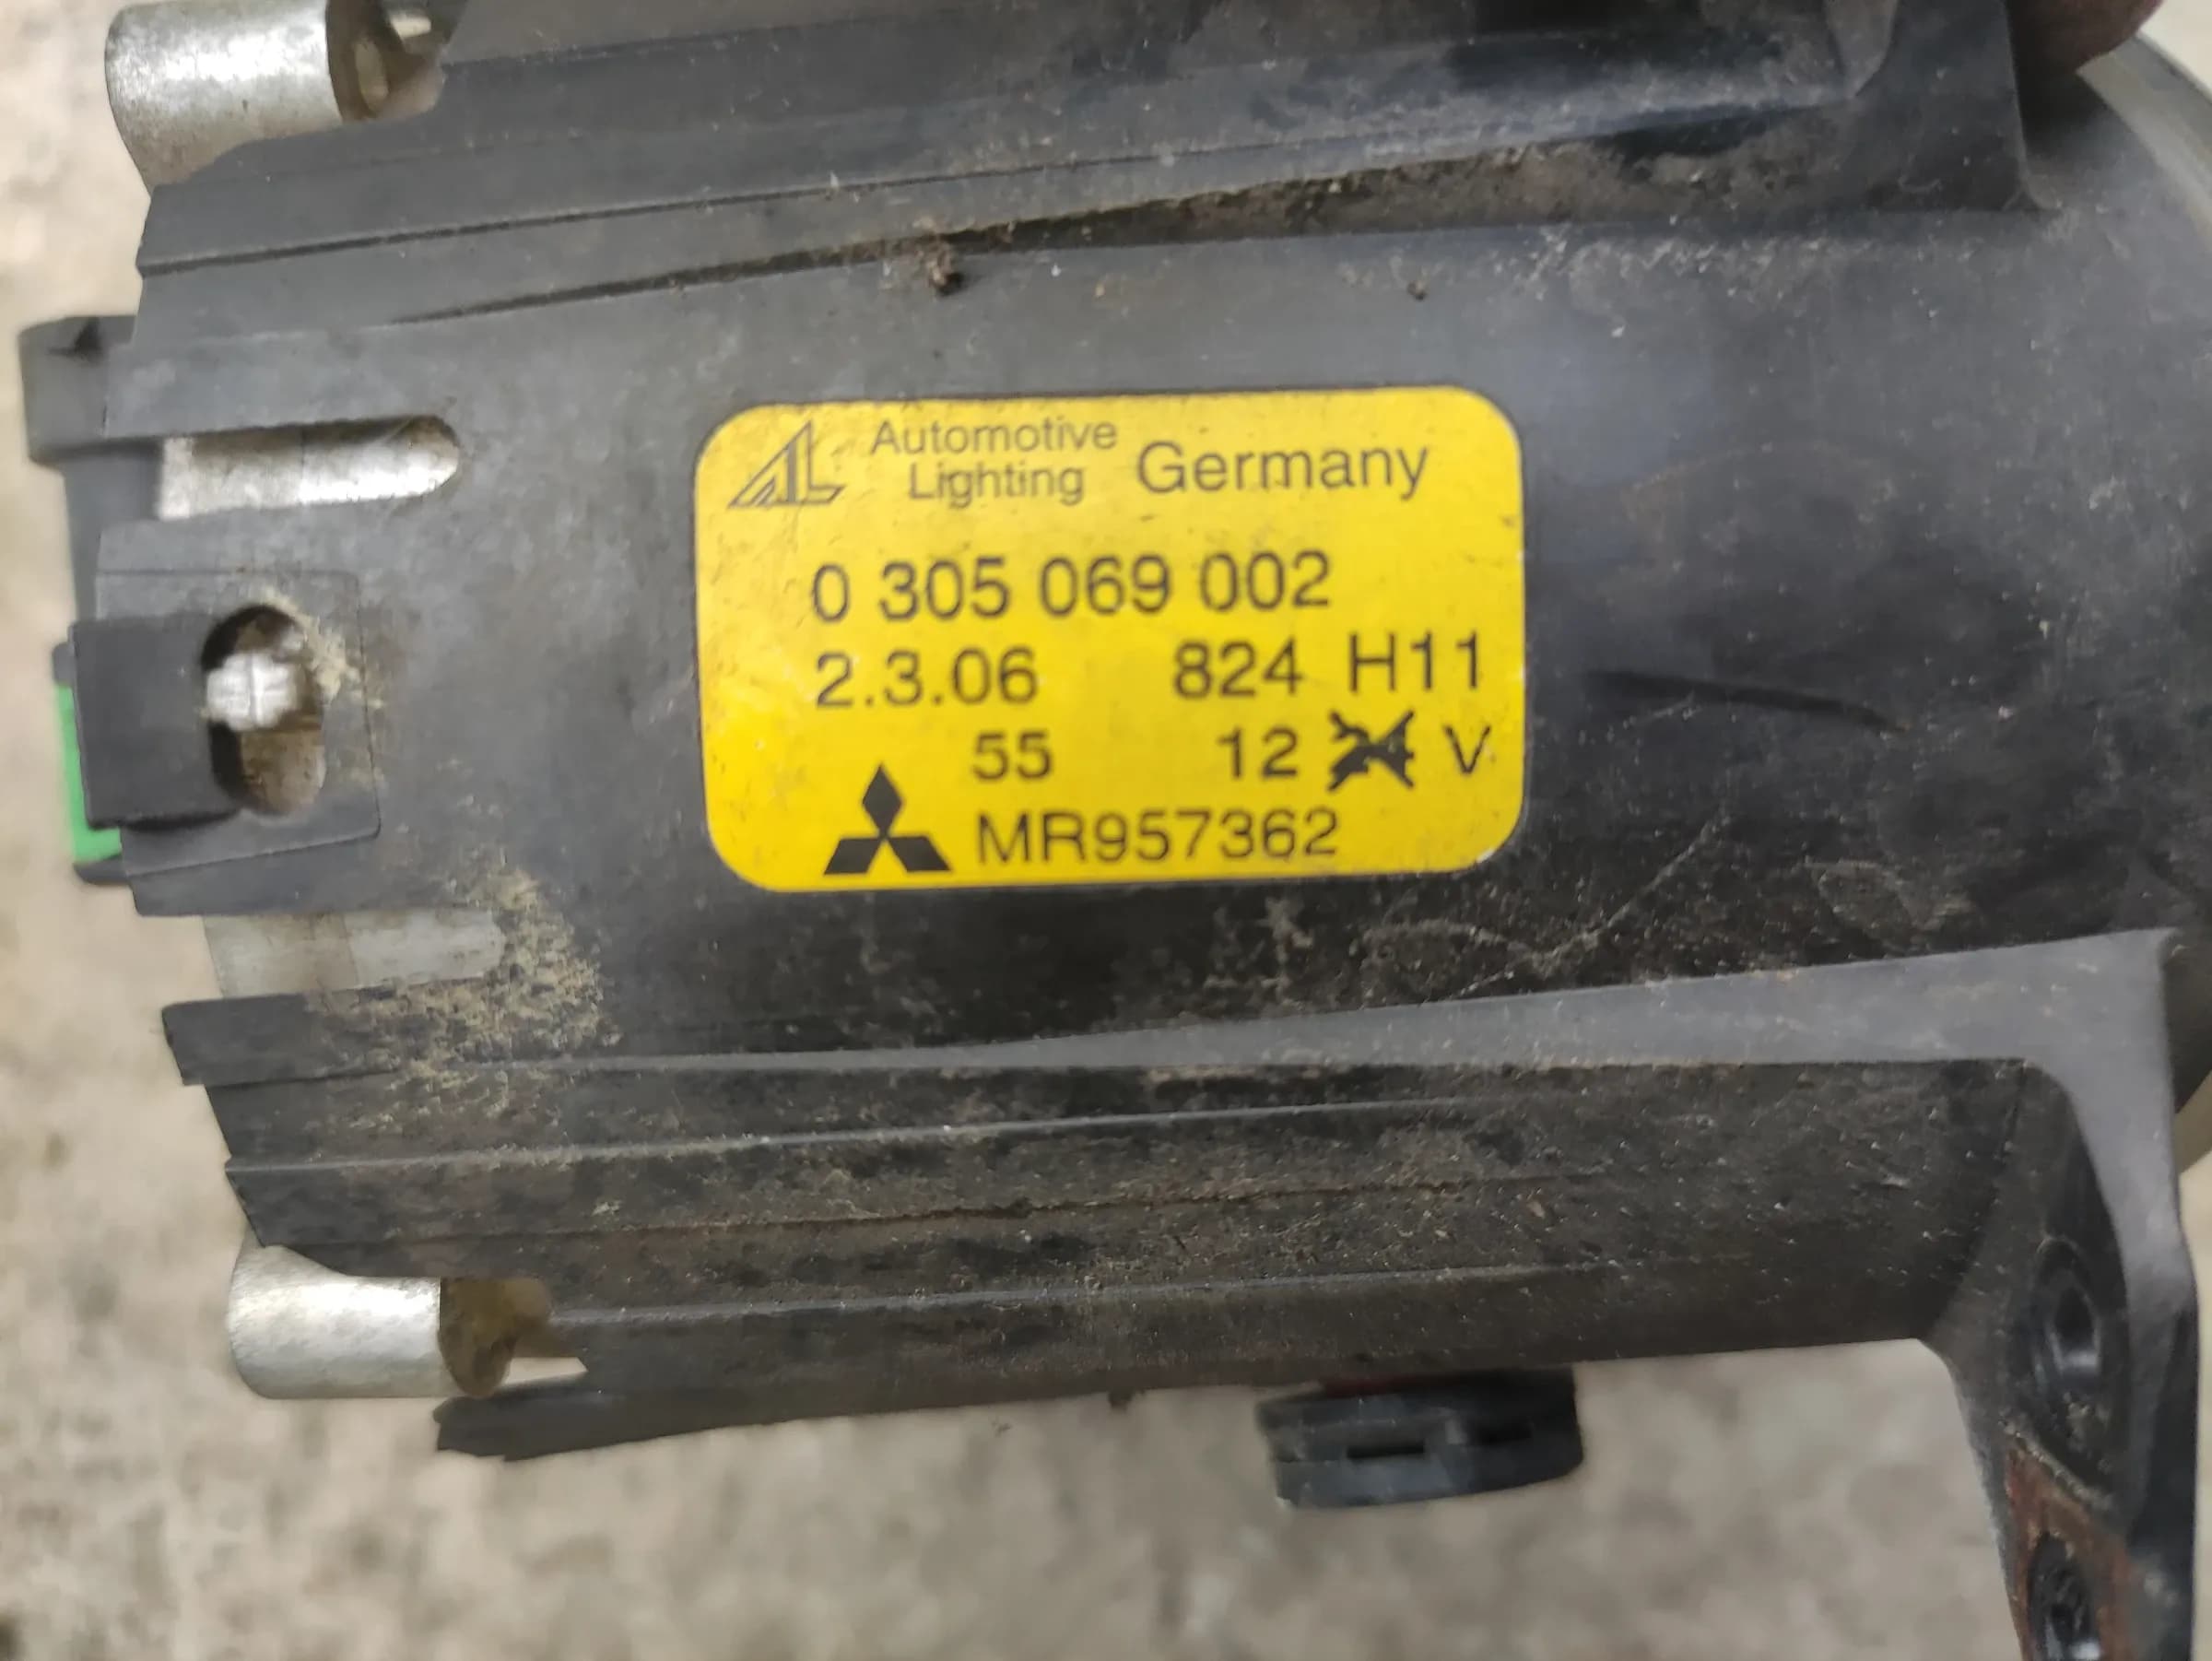 Automotive
Lighting Germany
0 305 069 002
2.3.06 824 H11
55 12 24 V
MR957362